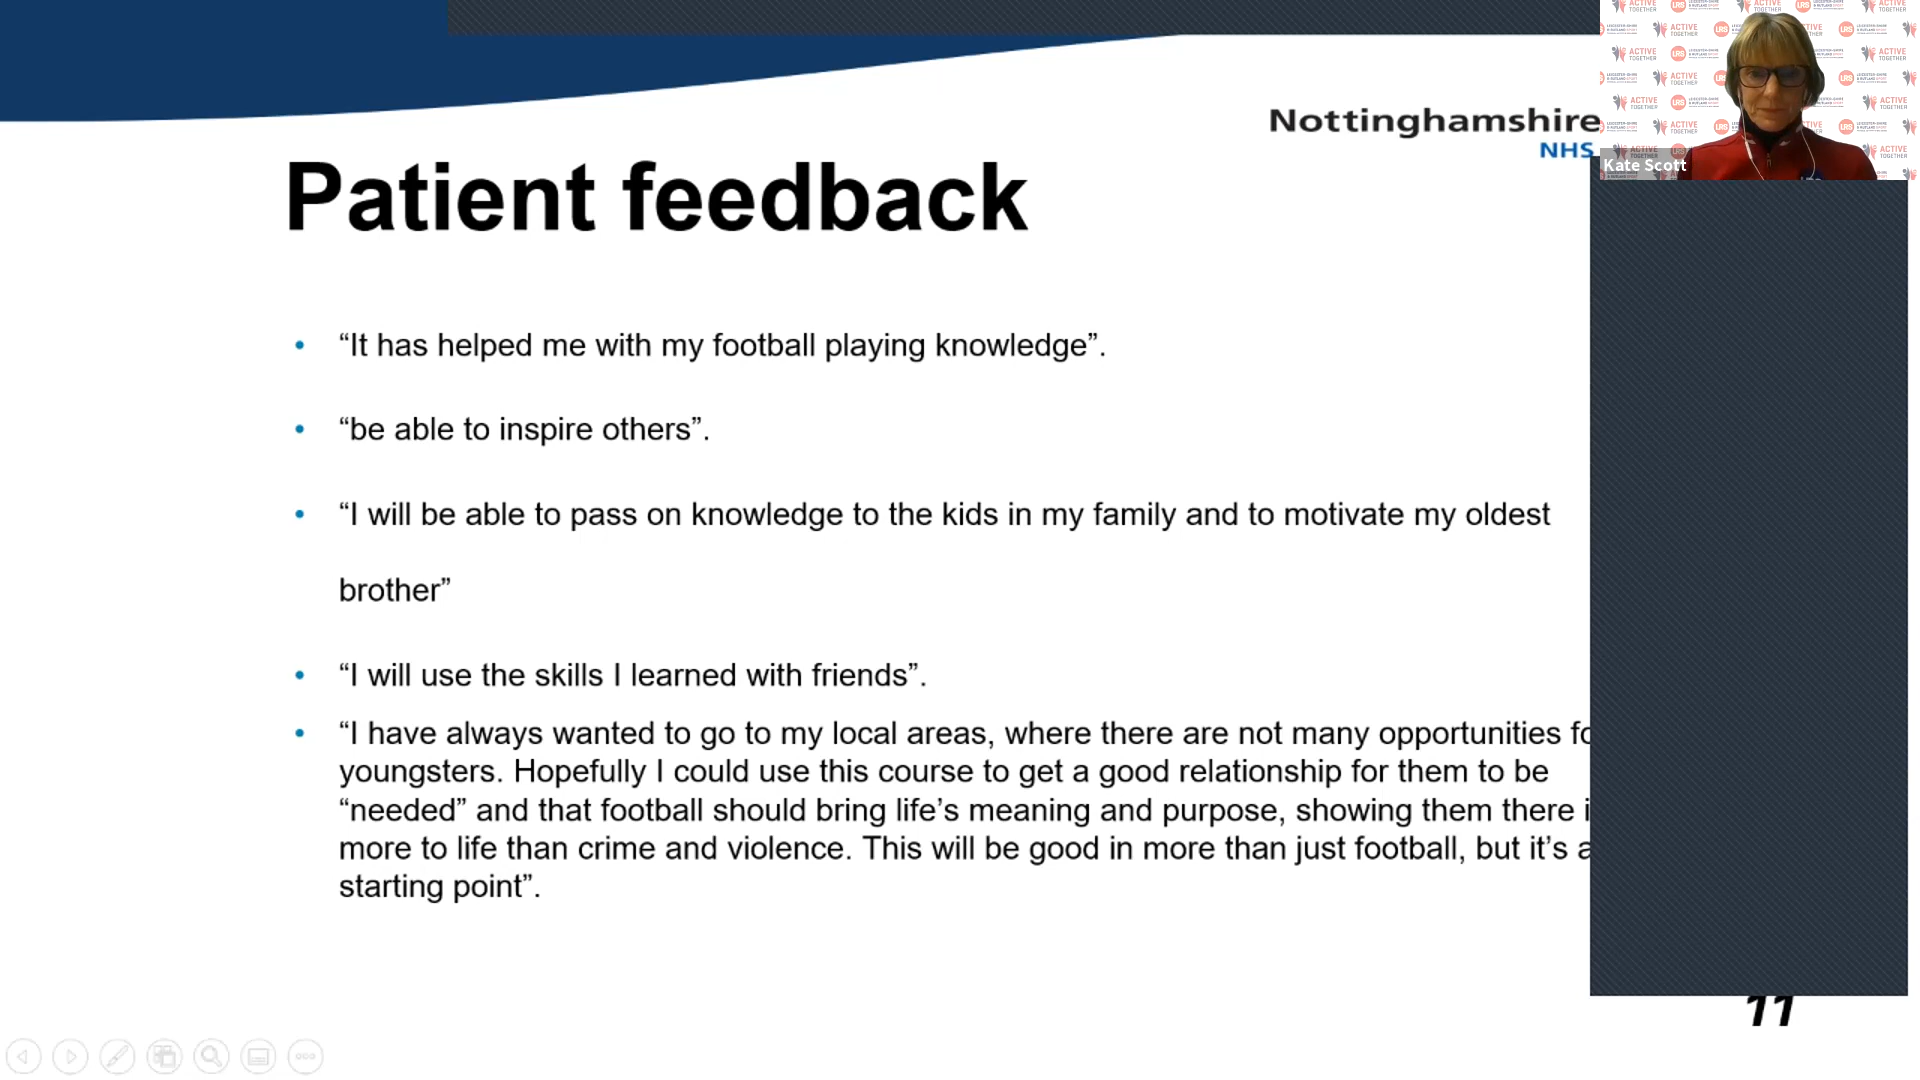 Nottinghamshire
NHS
Kate Scott
Patient feedback
“It has helped me with my football playing knowledge”.
“be able to inspire others”.
“I will be able to pass on knowledge to the kids in my family and to motivate my oldest
brother”
“I will use the skills I learned with friends”.
“I have always wanted to go to my local areas, where there are not many opportunities
youngsters. Hopefully I could use this course to get a good relationship for them to be
“needed” and that football should bring life’s meaning and purpose, showing them there
more to life than crime and violence. This will be good in more than just football, but it’s a
starting point”.
11
ACTIVE
TOGETHER
LRS